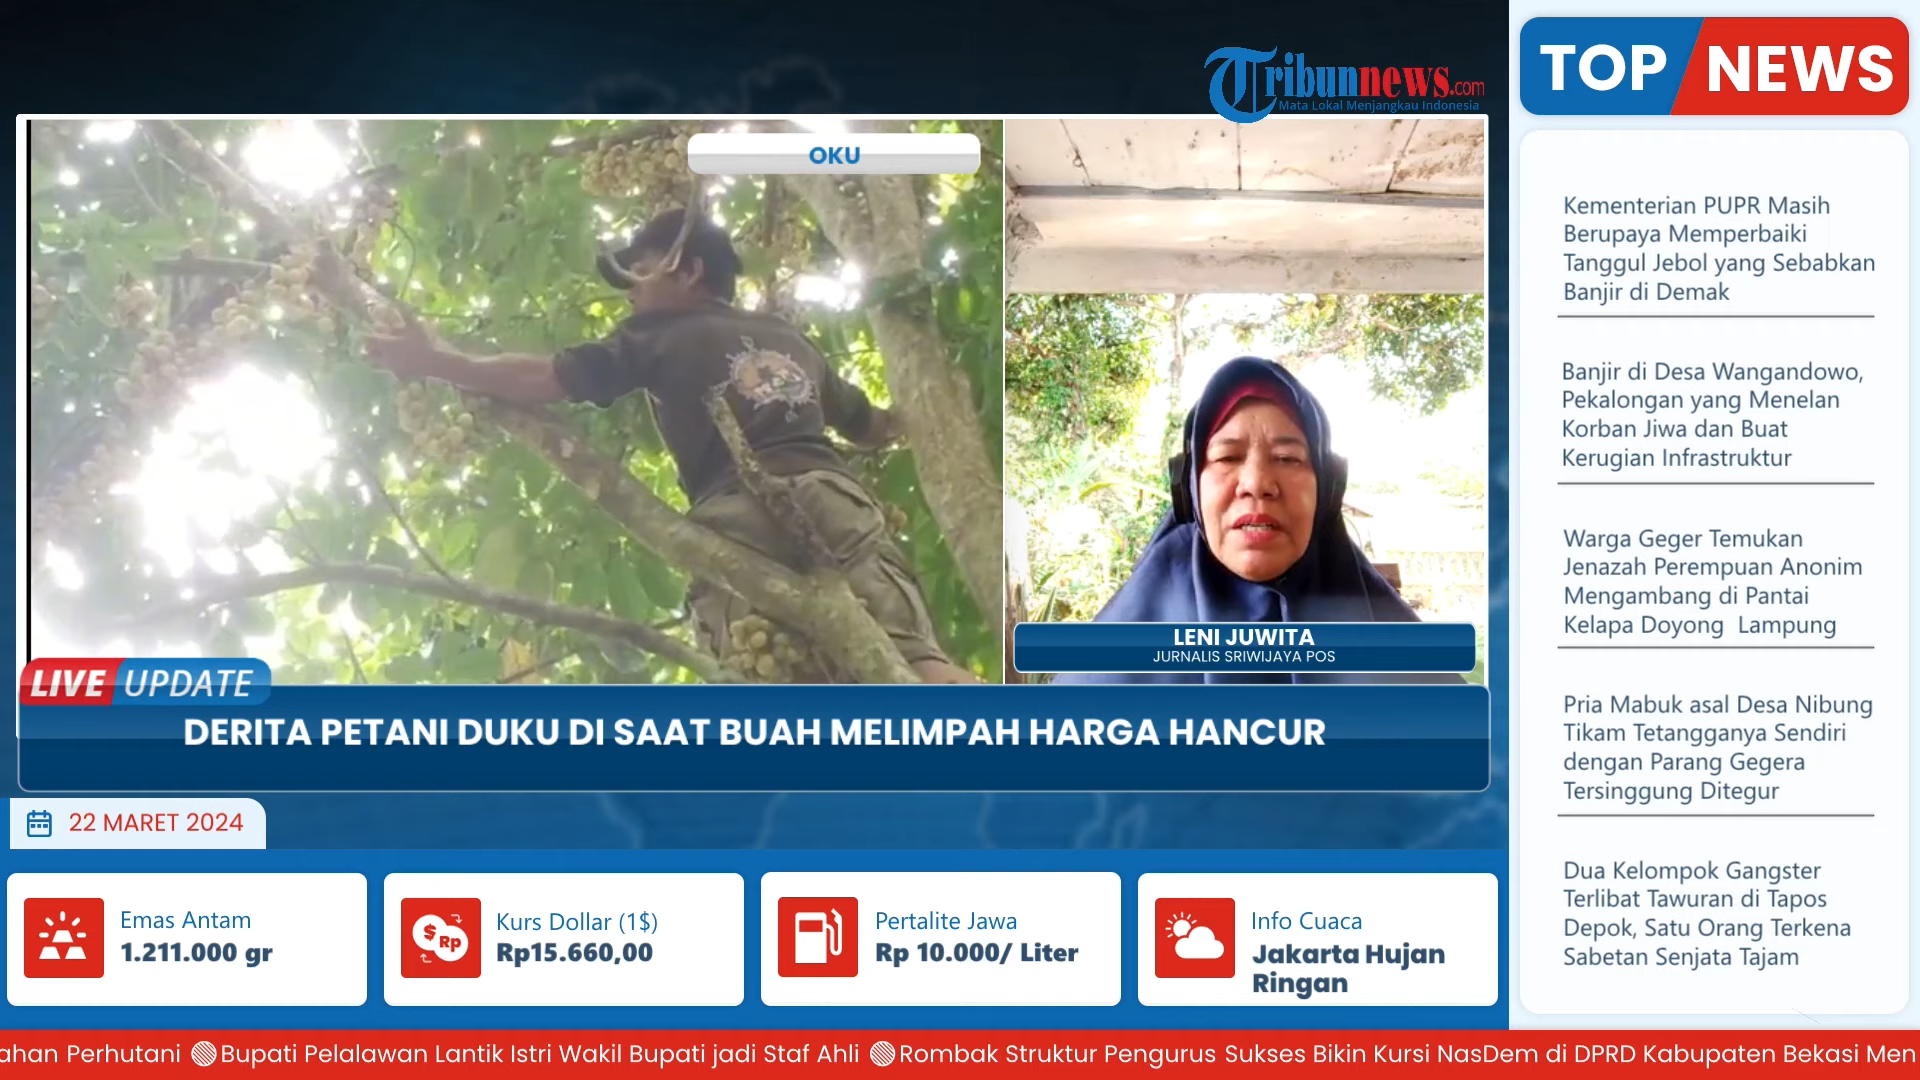 Tribunnews.com
Mata Lokal Menjangkau Indonesia
OKU
LENI JUWITA
JURNALIS SRIWIJAYA POS
LIVE UPDATE
DERITA PETANI DUKU DI SAAT BUAH MELIMPAH HARGA HANCUR
22 MARET 2024
Emas Antam
1.211.000 gr
Kurs Dollar (1$)
Rp15.660,00
Pertalite Jawa
Rp 10.000/ Liter
Info Cuaca
Jakarta Hujan
Ringan
TOP NEWS
Kementerian PUPR Masih
Berupaya Memperbaiki
Tanggul Jebol yang Sebabkan
Banjir di Demak
Banjir di Desa Wangandowo,
Pekalongan yang Menelan
Korban Jiwa dan Buat
Kerugian Infrastruktur
Warga Geger Temukan
Jenazah Perempuan Anonim
Mengambang di Pantai
Kelapa Doyong  Lampung
Pria Mabuk asal Desa Nibung
Tikam Tetangganya Sendiri
dengan Parang Gegera
Tersinggung Ditegur
Dua Kelompok Gangster
Terlibat Tawuran di Tapos
Depok, Satu Orang Terkena
Sabetan Senjata Tajam
ahan Perhutani Bupati Pelalawan Lantik Istri Wakil Bupati jadi Staf Ahli Rombak Struktur Pengurus Sukses Bikin Kursi NasDem di DPRD Kabupaten Bekasi Men